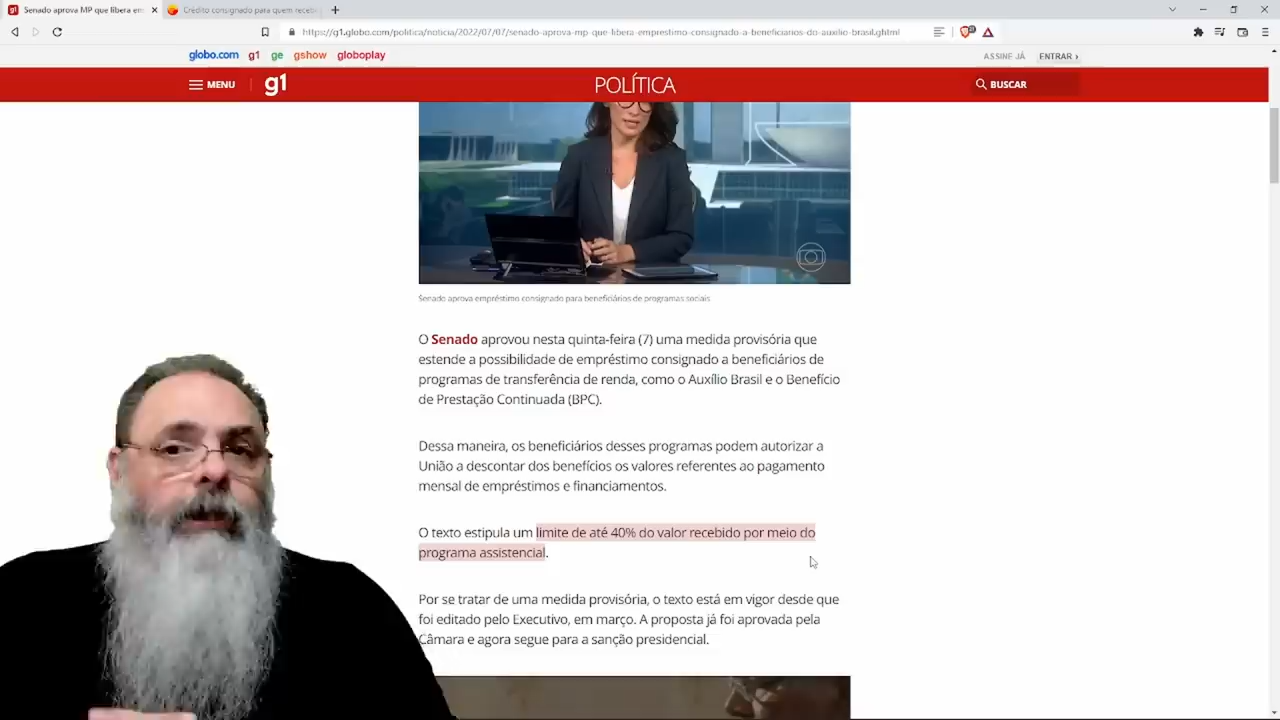 Senado aprova MP que libera em
Crédito consignado para quem recebe
https://g1.globo.com/politica/noticia/2022/07/07/senado-aprova-mp-que-libera-emprestimo-consignado-a-beneficiarios-do-auxilio-brasil.ghtml
globo.com g1 ge gshow globoplay ASSINE JÁ ENTRAR ›
MENU g1 POLÍTICA BUSCAR
Senado aprova empréstimo consignado para beneficiários de programas sociais
O Senado aprovou nesta quinta-feira (7) uma medida provisória que
estende a possibilidade de empréstimo consignado a beneficiários de
programas de transferência de renda, como o Auxílio Brasil e o Benefício
de Prestação Continuada (BPC).
Dessa maneira, os beneficiários desses programas podem autorizar a
União a descontar dos benefícios os valores referentes ao pagamento
mensal de empréstimos e financiamentos.
O texto estipula um limite de até 40% do valor recebido por meio do
programa assistencial.
Por se tratar de uma medida provisória, o texto está em vigor desde que
foi editado pelo Executivo, em março. A proposta já foi aprovada pela
Câmara e agora segue para a sanção presidencial.